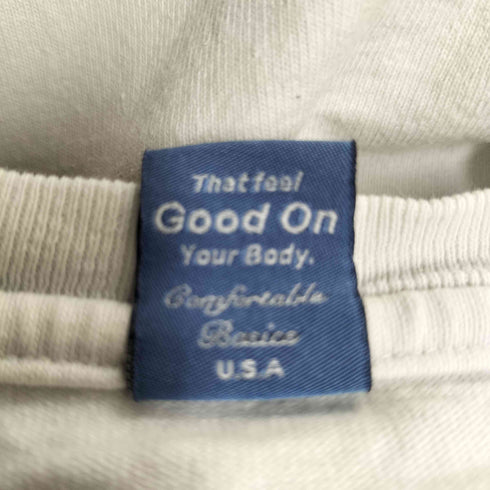 That feel
Good On
Your Body.
Comfortable
Basics
U.S.A